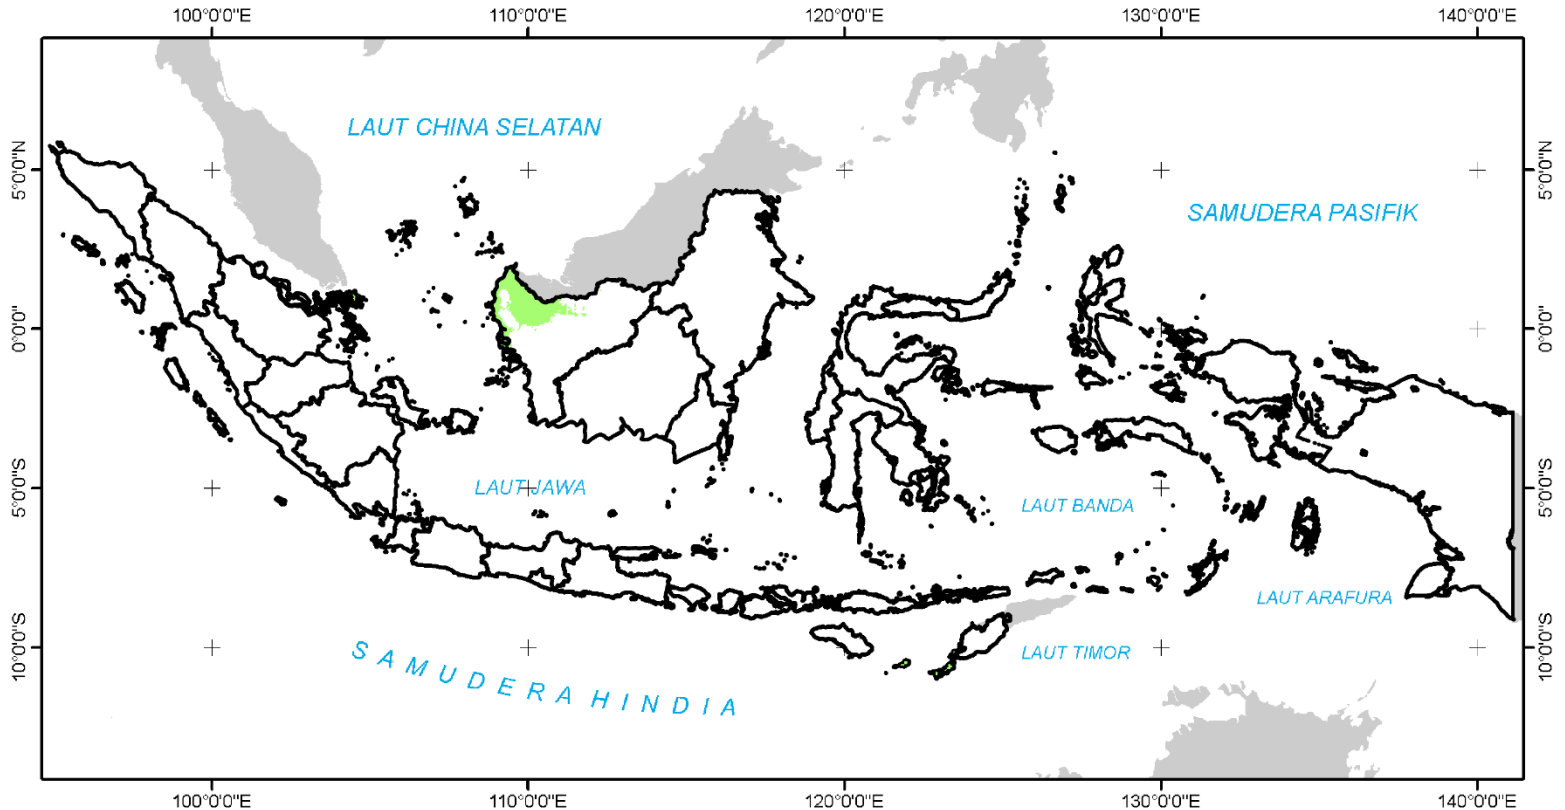 100°0'0"E 110°0'0"E 120°0'0"E 130°0'0"E 140°0'0"E
LAUT CHINA SELATAN
5°0'0"N 5°0'0"N
SAMUDERA PASIFIK
0°0'0" 0°0'0"
LAUT JAWA
5°0'0"S 5°0'0"S
LAUT BANDA
LAUT ARAFURA
10°0'0"S 10°0'0"S
LAUT TIMOR
SAMUDERA HINDIA
100°0'0"E 110°0'0"E 120°0'0"E 130°0'0"E 140°0'0"E